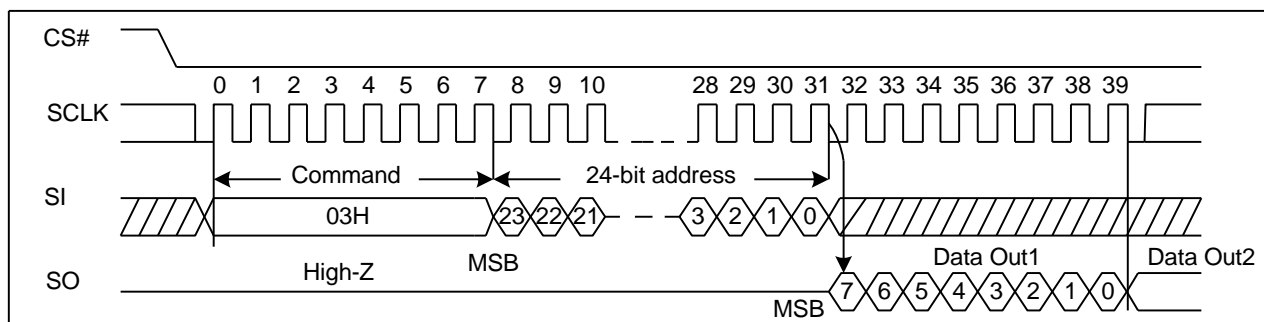 CS#
0 1 2 3 4 5 6 7 8 9 10 28 29 30 31 32 33 34 35 36 37 38 39
SCLK
Command 24-bit address
SI
03H 23 22 21 3 2 1 0
High-Z MSB Data Out1 Data Out2
SO
MSB 7 6 5 4 3 2 1 0